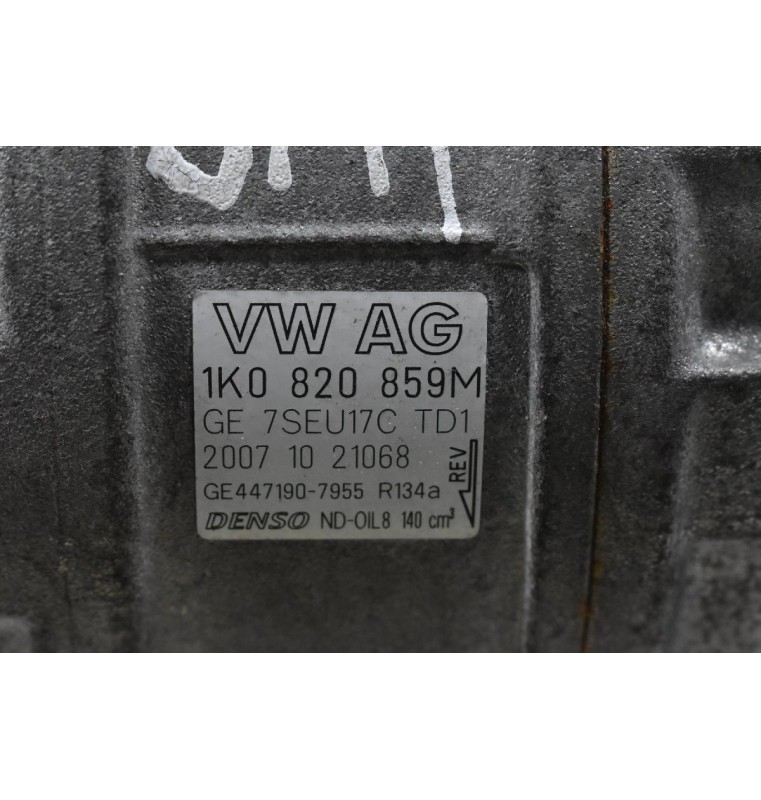 VW AG
1K0 820 859M
GE 7SEU17C TD1
2007 10 21068
REV
GE447190-7955 R134a
DENSO ND-OIL8 140 cm³